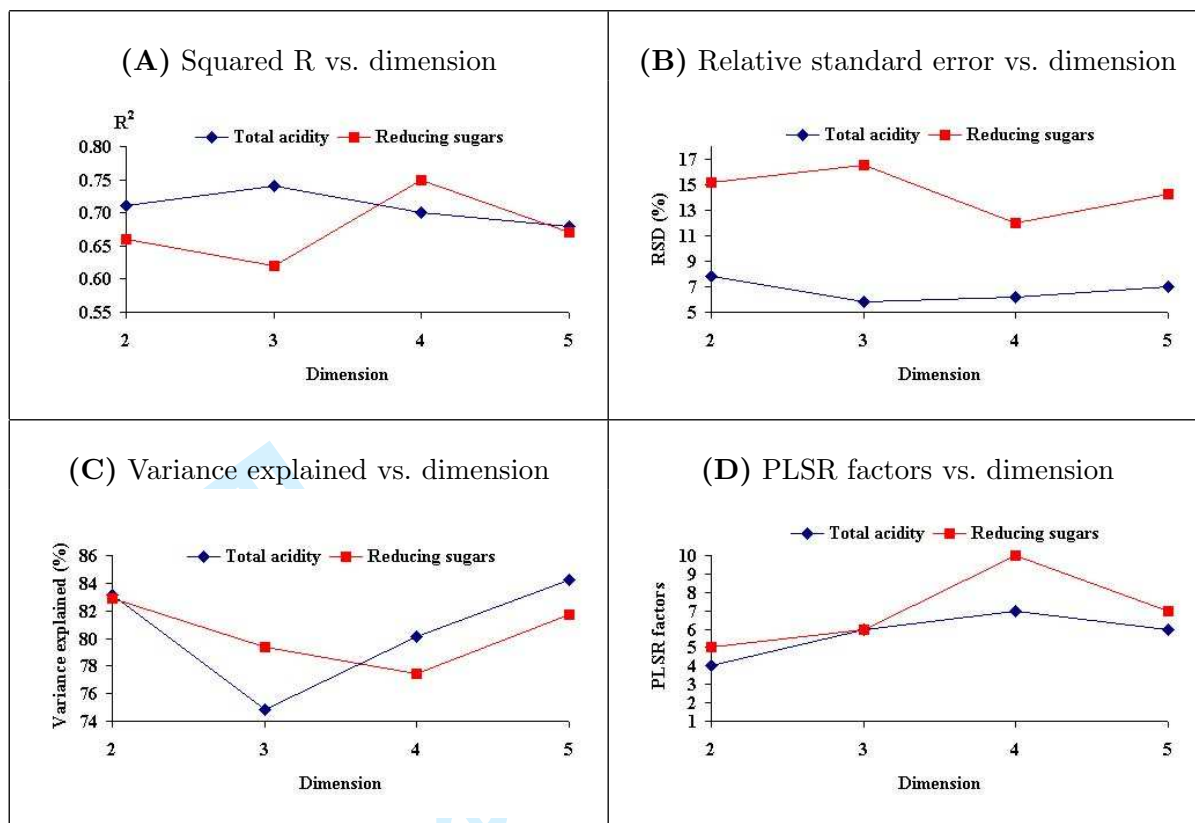 (A) Squared R vs. dimension
R²
Total acidity Reducing sugars
0.80
0.75
0.70
0.65
0.60
0.55
2 3 4 5
Dimension
(B) Relative standard error vs. dimension
Total acidity Reducing sugars
RSD (%)
17
15
13
11
9
7
5
2 3 4 5
Dimension
(C) Variance explained vs. dimension
Total acidity Reducing sugars
Variance explained (%)
86
84
82
80
78
76
74
2 3 4 5
Dimension
(D) PLSR factors vs. dimension
Total acidity Reducing sugars
PLSR factors
10
9
8
7
6
5
4
3
2
1
2 3 4 5
Dimension